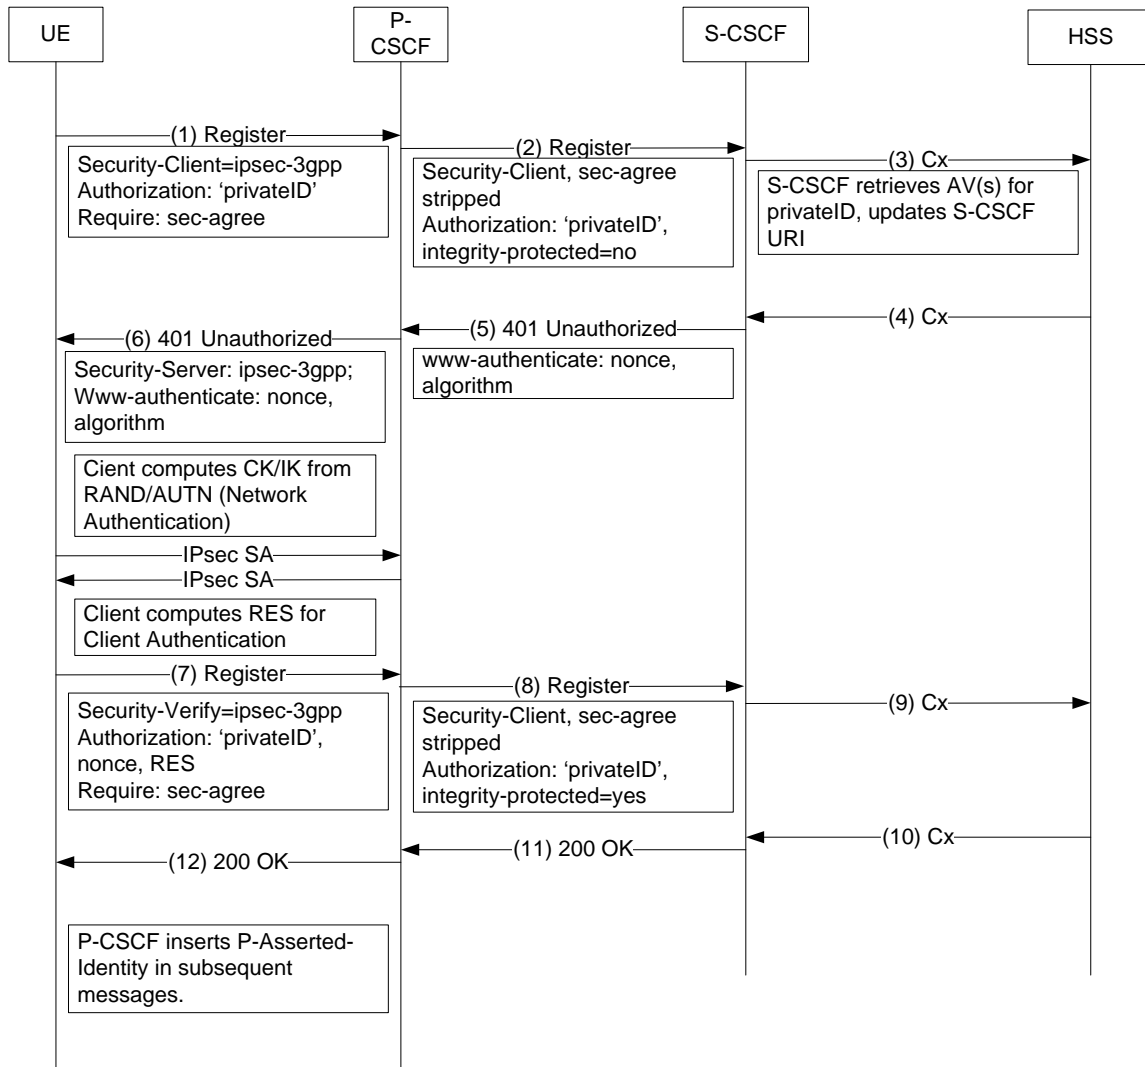 UE
P-
CSCF
S-CSCF
HSS
(1) Register
Security-Client=ipsec-3gpp
Authorization: ‘privateID’
Require: sec-agree
(2) Register
Security-Client, sec-agree
stripped
Authorization: ‘privateID’,
integrity-protected=no
(3) Cx
S-CSCF retrieves AV(s) for
privateID, updates S-CSCF
URI
(4) Cx
(5) 401 Unauthorized
www-authenticate: nonce,
algorithm
(6) 401 Unauthorized
Security-Server: ipsec-3gpp;
Www-authenticate: nonce,
algorithm
Cient computes CK/IK from
RAND/AUTN (Network
Authentication)
IPsec SA
IPsec SA
Client computes RES for
Client Authentication
(7) Register
Security-Verify=ipsec-3gpp
Authorization: ‘privateID’,
nonce, RES
Require: sec-agree
(8) Register
Security-Client, sec-agree
stripped
Authorization: ‘privateID’,
integrity-protected=yes
(9) Cx
(10) Cx
(11) 200 OK
(12) 200 OK
P-CSCF inserts P-Asserted-
Identity in subsequent
messages.